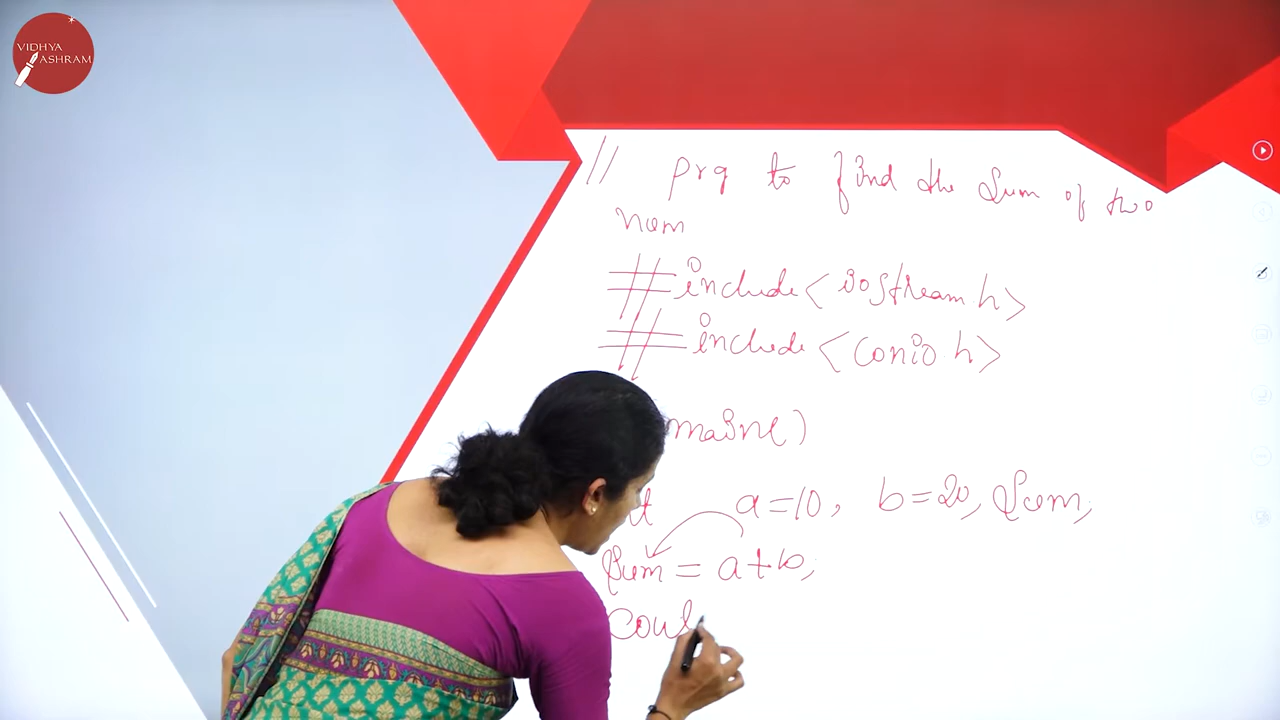 VIDHYA
ASHRAM
// prg to find the sum of two
num
#include <iostream.h>
#include <conio.h>
main()
a=10, b=20, sum;
sum = a+b;
cout